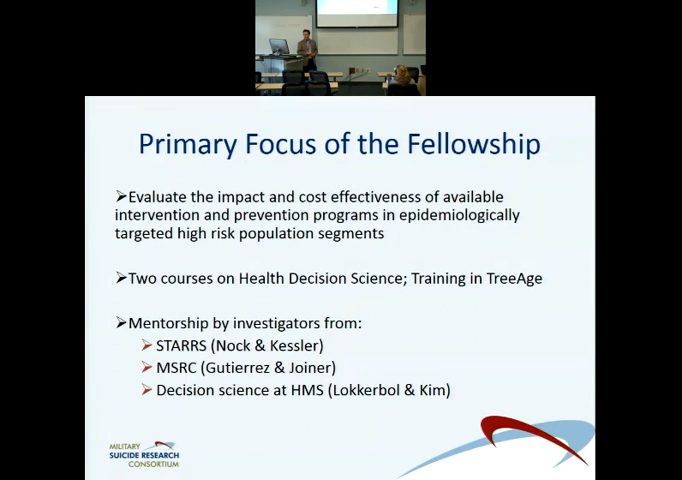 Primary Focus of the Fellowship
➢Evaluate the impact and cost effectiveness of available
intervention and prevention programs in epidemiologically
targeted high risk population segments
➢Two courses on Health Decision Science; Training in TreeAge
➢Mentorship by investigators from:
➢STARRS (Nock & Kessler)
➢MSRC (Gutierrez & Joiner)
➢Decision science at HMS (Lokkerbol & Kim)
MILITARY
SUICIDE RESEARCH
CONSORTIUM